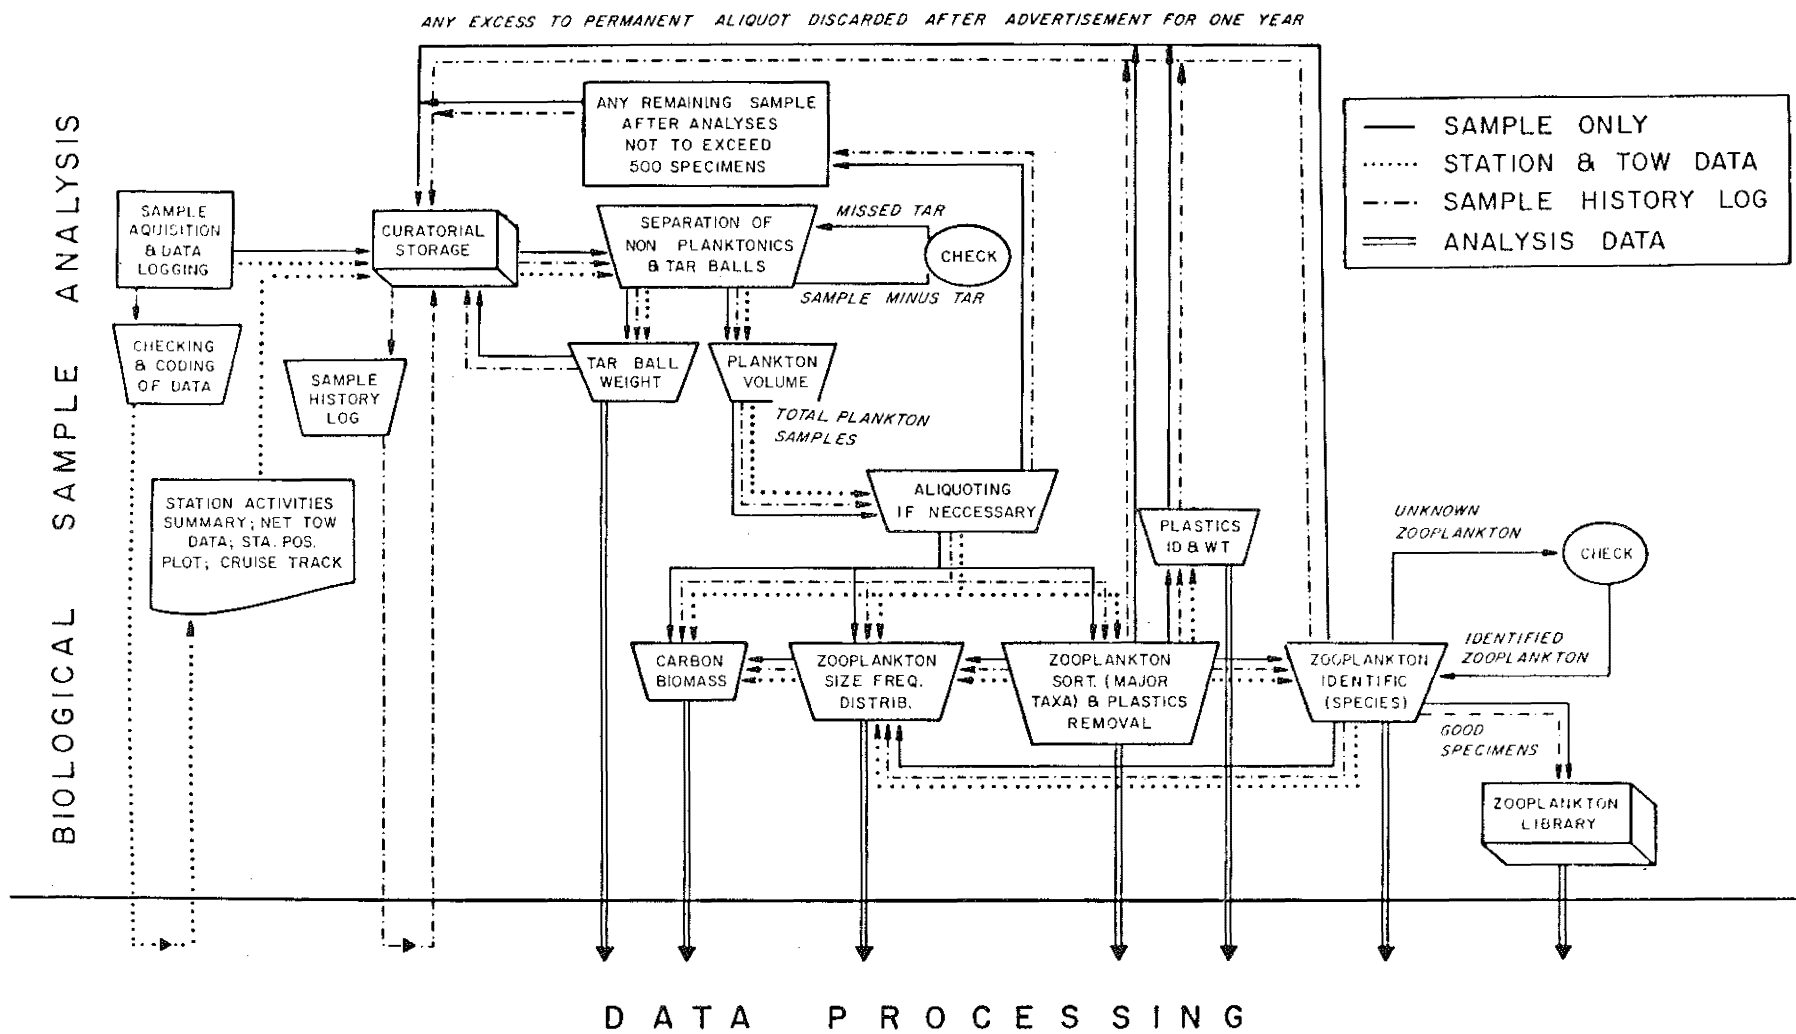 ANY EXCESS TO PERMANENT ALIQUOT DISCARDED AFTER ADVERTISEMENT FOR ONE YEAR
BIOLOGICAL SAMPLE ANALYSIS
ANY REMAINING SAMPLE
AFTER ANALYSES
NOT TO EXCEED
500 SPECIMENS
SAMPLE ONLY
STATION & TOW DATA
SAMPLE HISTORY LOG
ANALYSIS DATA
SAMPLE
AQUISITION
& DATA
LOGGING
CURATORIAL
STORAGE
SEPARATION OF
NON PLANKTONICS
& TAR BALLS
MISSED TAR
CHECK
SAMPLE MINUS TAR
CHECKING
& CODING
OF DATA
SAMPLE
HISTORY
LOG
TAR BALL
WEIGHT
PLANKTON
VOLUME
TOTAL PLANKTON
SAMPLES
STATION ACTIVITIES
SUMMARY; NET TOW
DATA; STA. POS.
PLOT; CRUISE TRACK
ALIQUOTING
IF NECCESSARY
PLASTICS
ID & WT
UNKNOWN
ZOOPLANKTON
CHECK
IDENTIFIED
ZOOPLANKTON
CARBON
BIOMASS
ZOOPLANKTON
SIZE FREQ.
DISTRIB.
ZOOPLANKTON
SORT. (MAJOR
TAXA) & PLASTICS
REMOVAL
ZOOPLANKTON
IDENTIFIC
(SPECIES)
GOOD
SPECIMENS
ZOOPLANKTON
LIBRARY
DATA PROCESSING